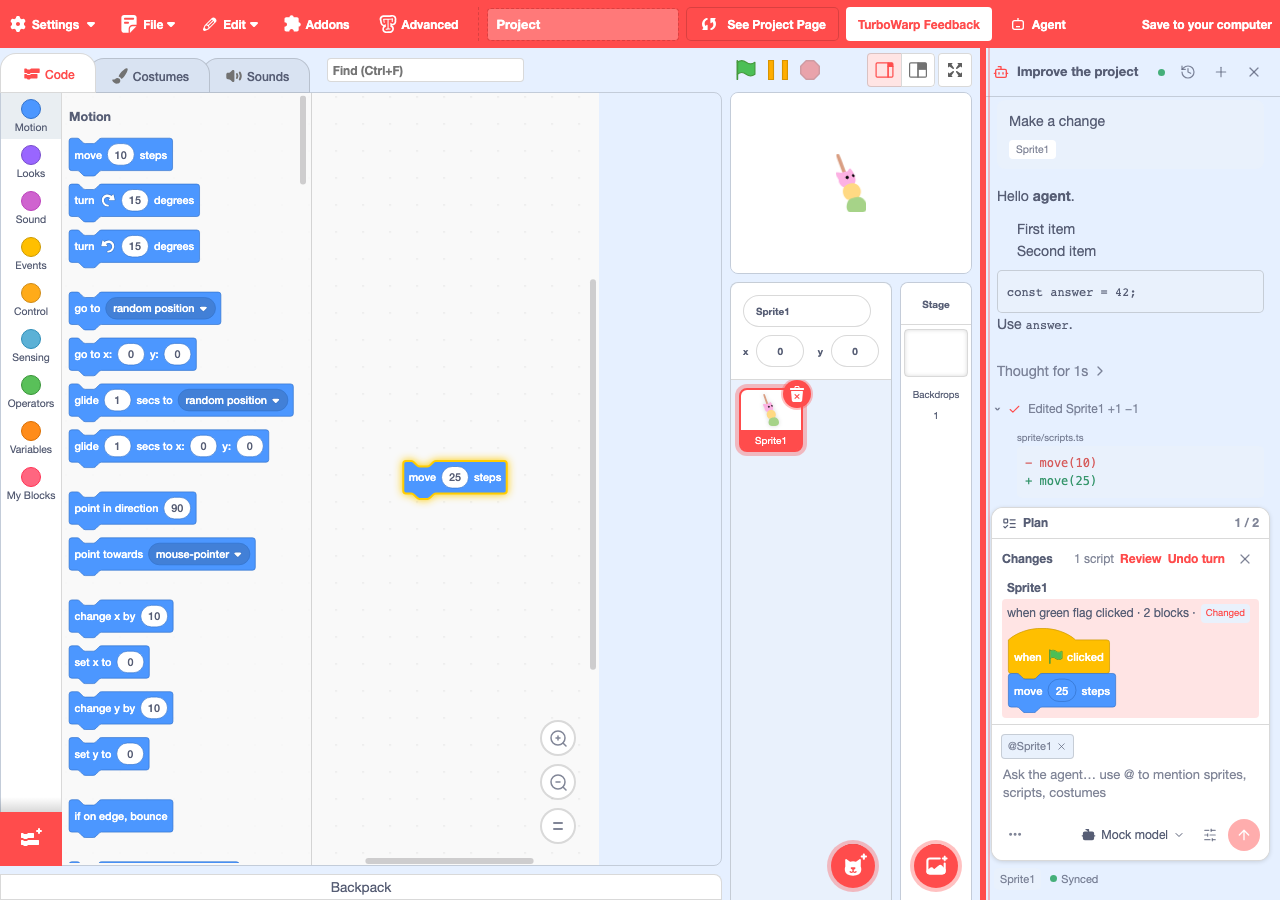 Settings
File
Edit
Addons
Advanced
Project
See Project Page
TurboWarp Feedback
Agent
Save to your computer
Code
Costumes
Sounds
Find (Ctrl+F)
Motion
Looks
Sound
Events
Control
Sensing
Operators
Variables
My Blocks
Motion
move 10 steps
turn 15 degrees
turn 15 degrees
go to random position
go to x: 0 y: 0
glide 1 secs to random position
glide 1 secs to x: 0 y: 0
point in direction 90
point towards mouse-pointer
change x by 10
set x to 0
change y by 10
set y to 0
if on edge, bounce
move 25 steps
Backpack
Sprite1
x 0 y 0
Sprite1
Stage
Backdrops
1
Improve the project
Make a change
Sprite1
Hello agent.
First item
Second item
const answer = 42;
Use answer.
Thought for 1s
Edited Sprite1 +1 −1
sprite/scripts.ts
− move(10)
+ move(25)
Plan 1 / 2
Changes 1 script Review Undo turn
Sprite1
when green flag clicked · 2 blocks · Changed
when clicked
move 25 steps
@Sprite1
Ask the agent… use @ to mention sprites,
scripts, costumes
Mock model
Sprite1 Synced